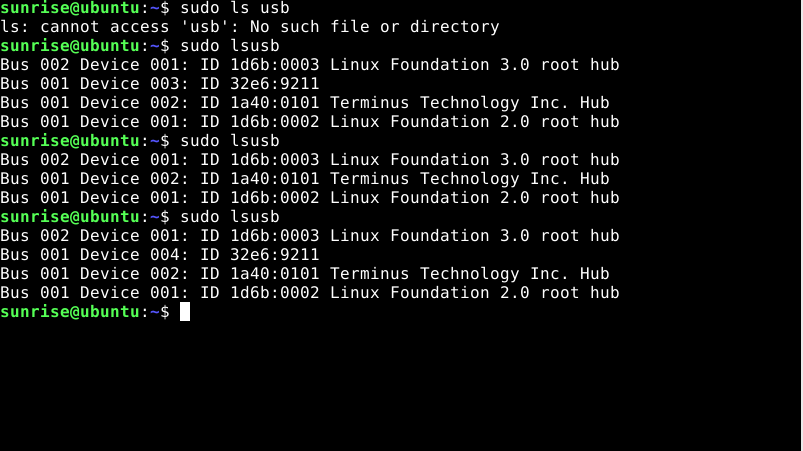 sunrise@ubuntu:~$ sudo ls usb
ls: cannot access 'usb': No such file or directory
sunrise@ubuntu:~$ sudo lsusb
Bus 002 Device 001: ID 1d6b:0003 Linux Foundation 3.0 root hub
Bus 001 Device 003: ID 32e6:9211
Bus 001 Device 002: ID 1a40:0101 Terminus Technology Inc. Hub
Bus 001 Device 001: ID 1d6b:0002 Linux Foundation 2.0 root hub
sunrise@ubuntu:~$ sudo lsusb
Bus 002 Device 001: ID 1d6b:0003 Linux Foundation 3.0 root hub
Bus 001 Device 002: ID 1a40:0101 Terminus Technology Inc. Hub
Bus 001 Device 001: ID 1d6b:0002 Linux Foundation 2.0 root hub
sunrise@ubuntu:~$ sudo lsusb
Bus 002 Device 001: ID 1d6b:0003 Linux Foundation 3.0 root hub
Bus 001 Device 004: ID 32e6:9211
Bus 001 Device 002: ID 1a40:0101 Terminus Technology Inc. Hub
Bus 001 Device 001: ID 1d6b:0002 Linux Foundation 2.0 root hub
sunrise@ubuntu:~$